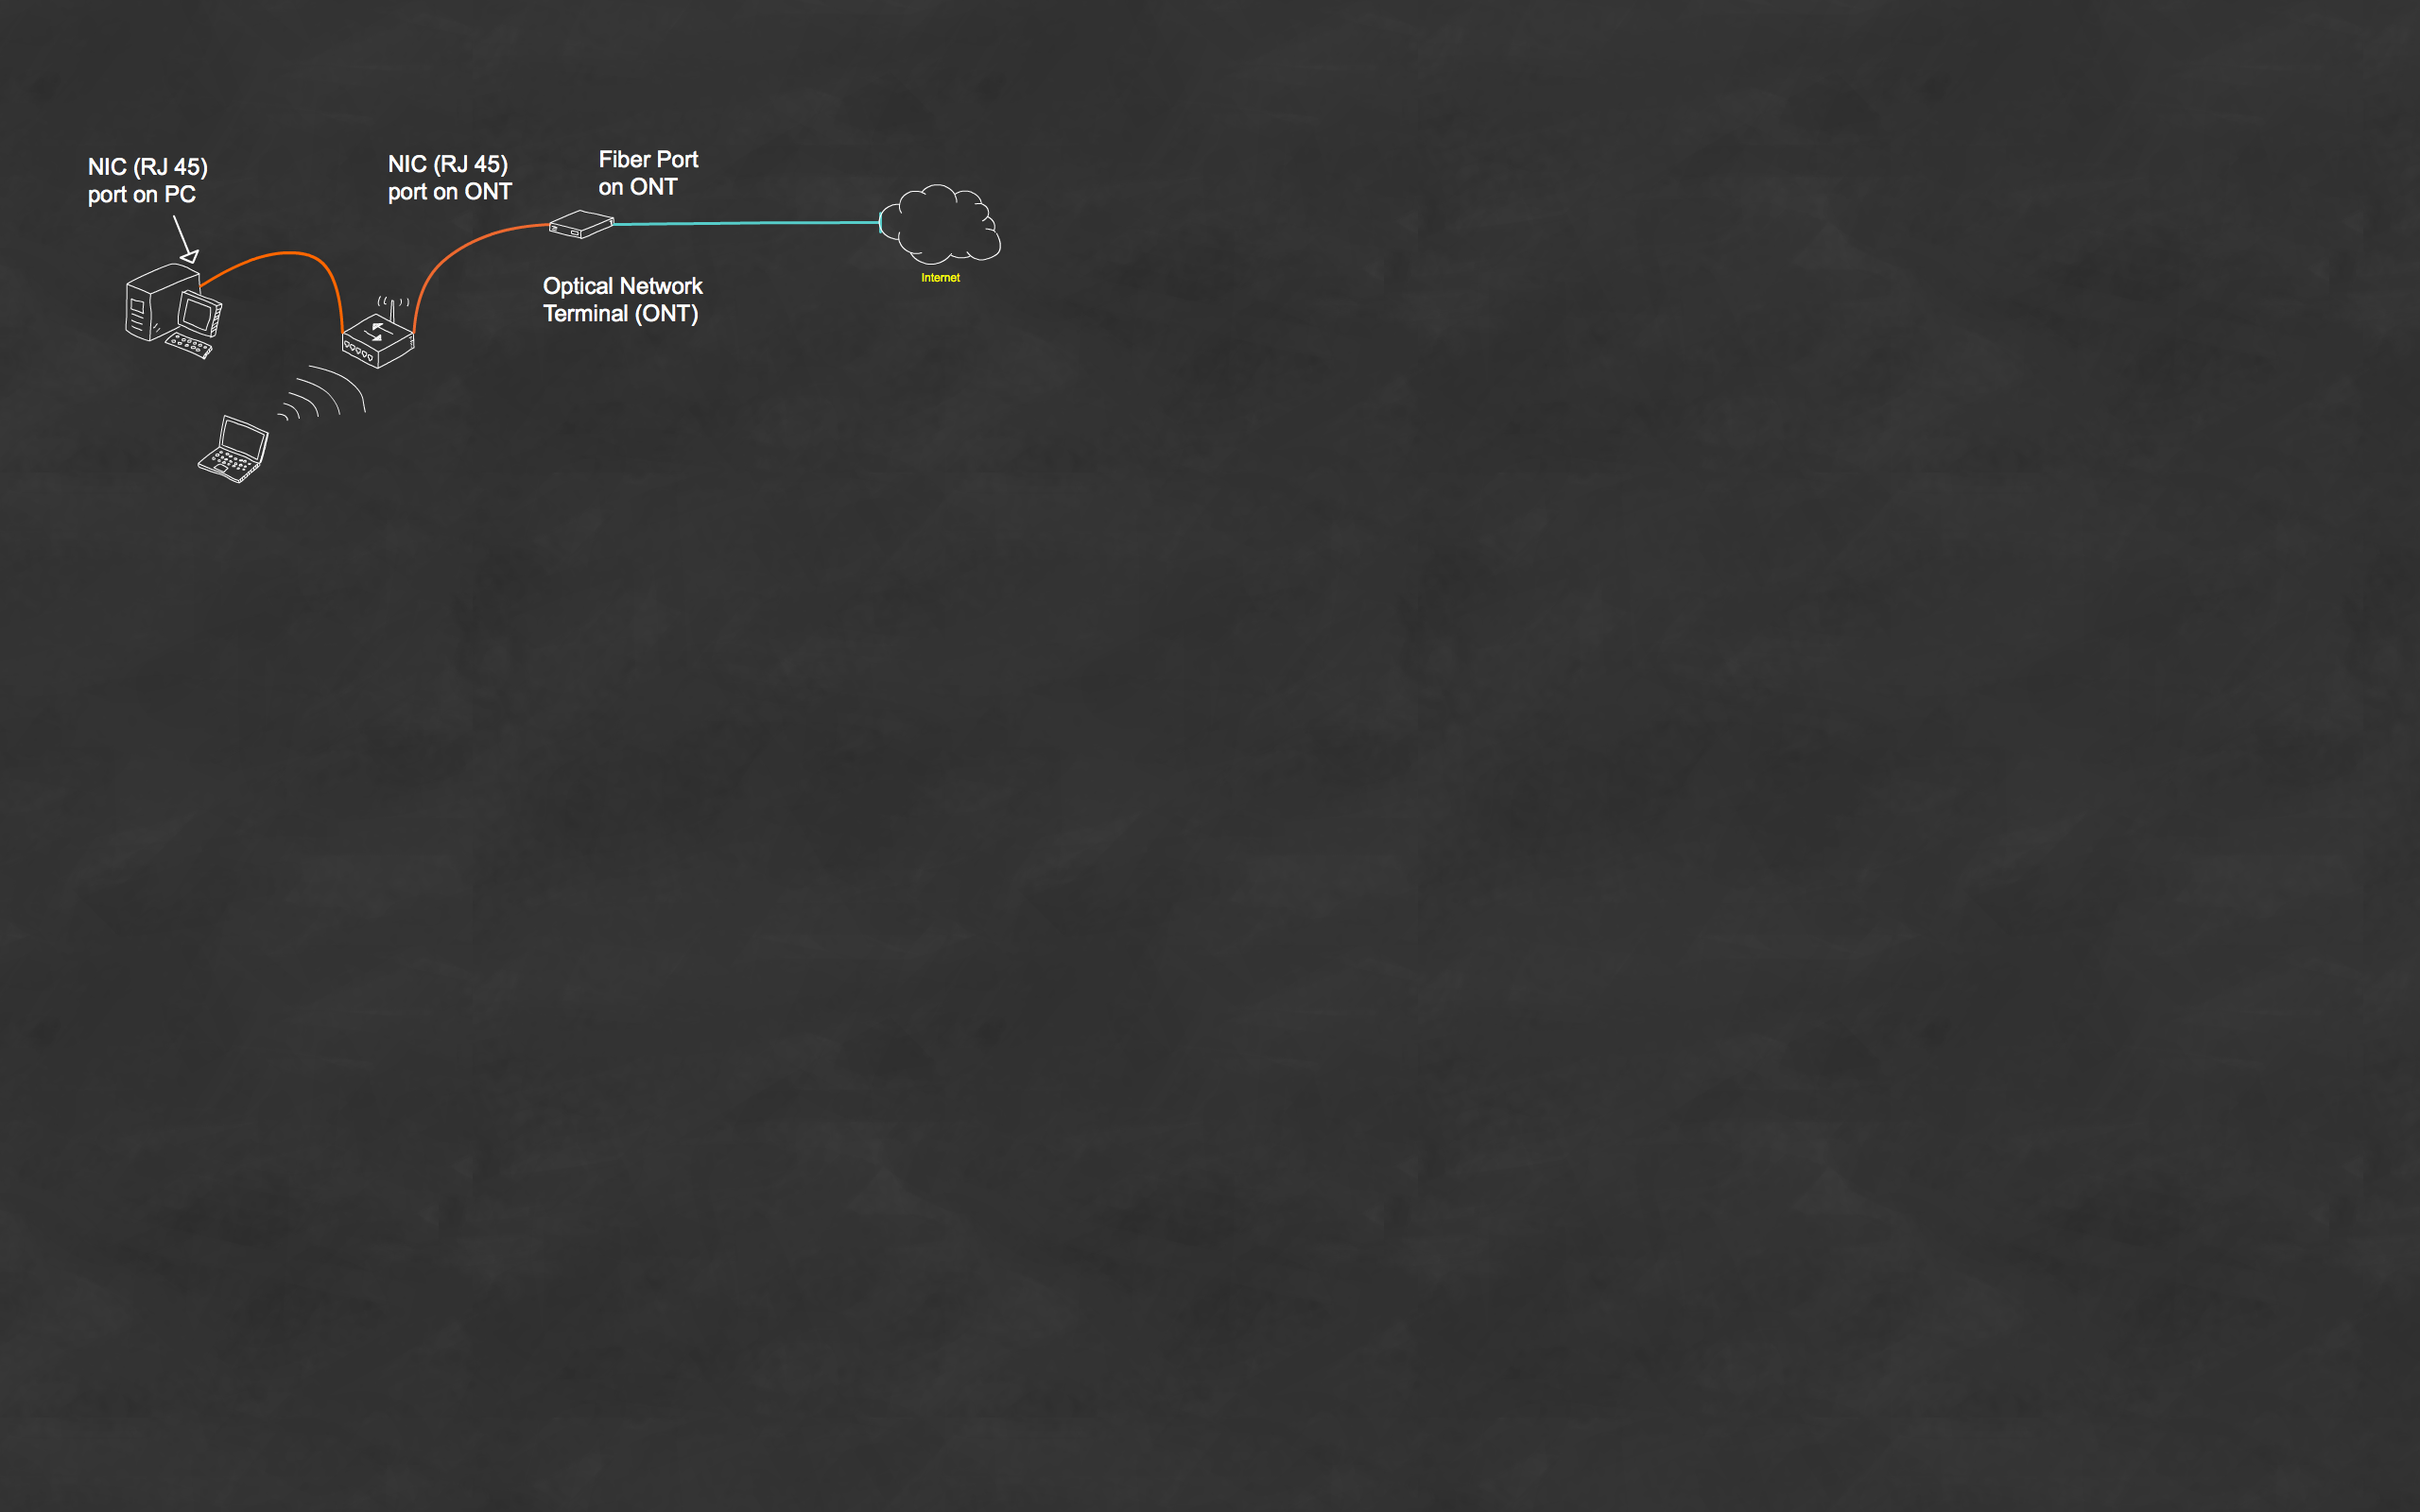 NIC (RJ 45)
port on PC
NIC (RJ 45)
port on ONT
Fiber Port
on ONT
Optical Network
Terminal (ONT)
Internet